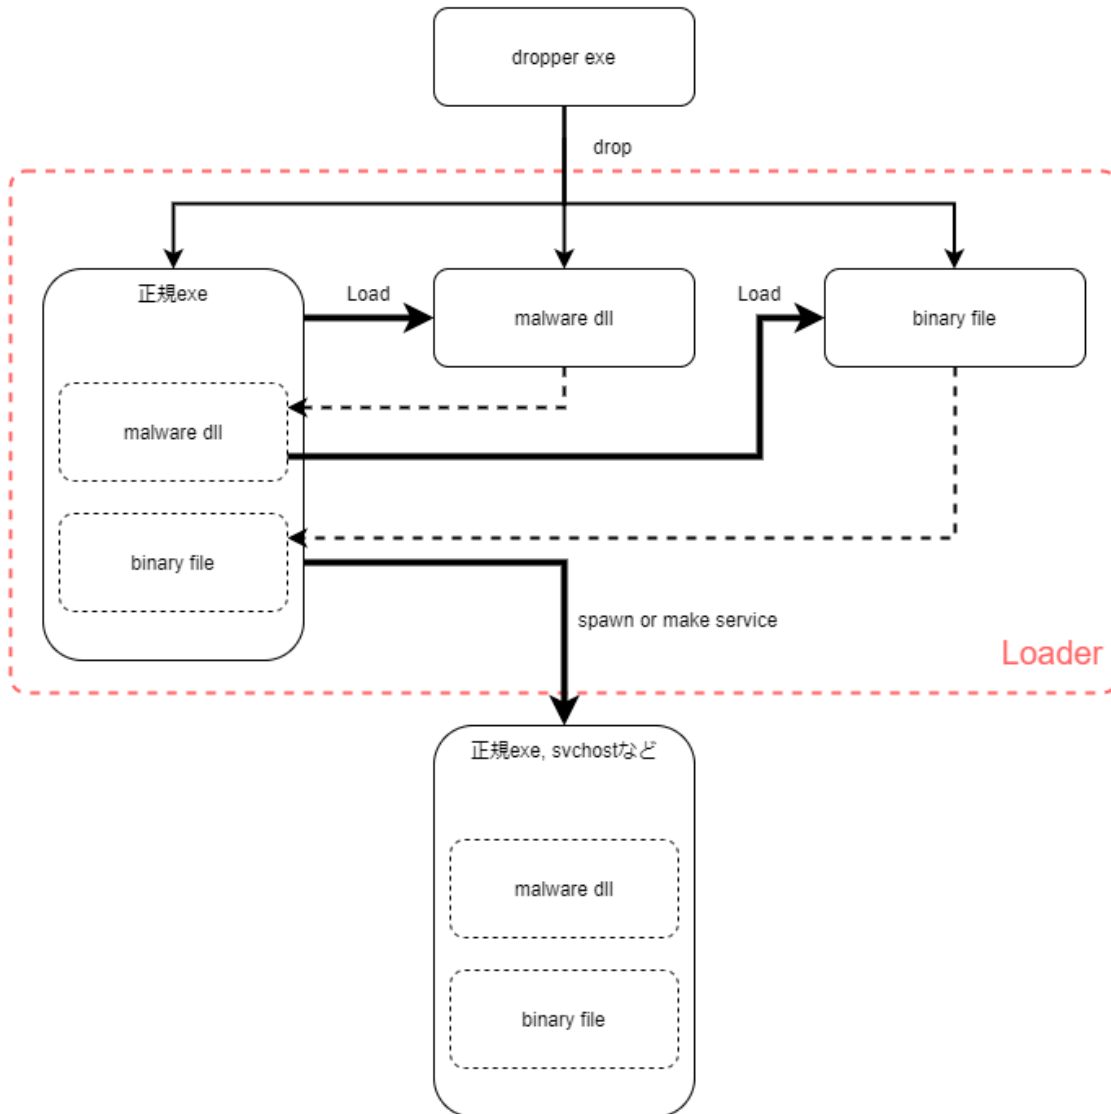 dropper exe
drop
正規exe
Load
malware dll
Load
binary file
malware dll
binary file
spawn or make service
Loader
正規exe, svchostなど
malware dll
binary file